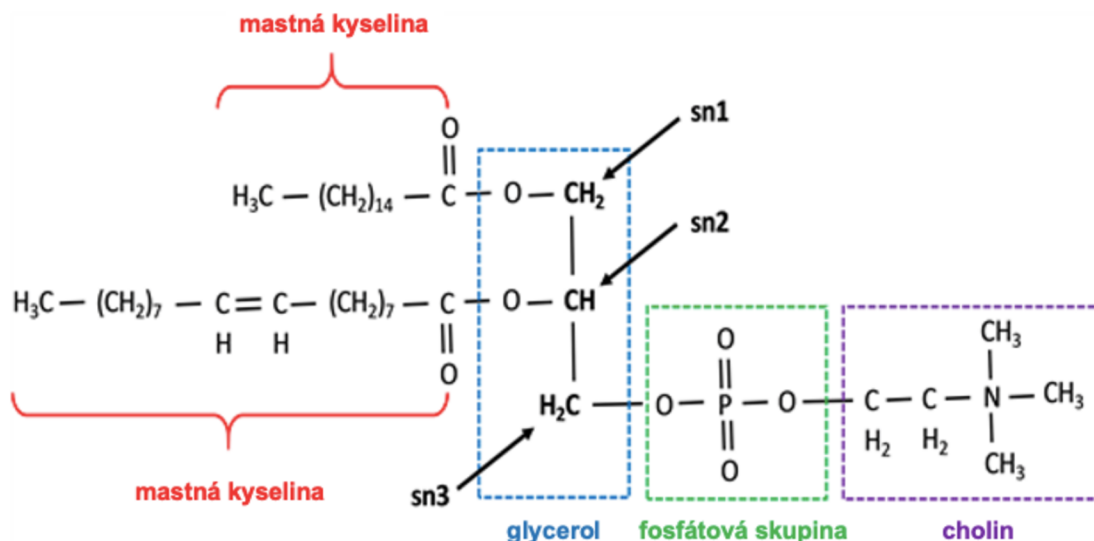 mastná kyselina
sn1
O
H₃C — (CH₂)₁₄ — C — O — CH₂
sn2
H₃C — (CH₂)₇ — C = C — (CH₂)₇ — C — O — CH
H H
O
O CH₃
H₂C — O — P — O — C — C — N — CH₃
H₂ H₂
O CH₃
mastná kyselina
sn3
glycerol
fosfátová skupina
cholin